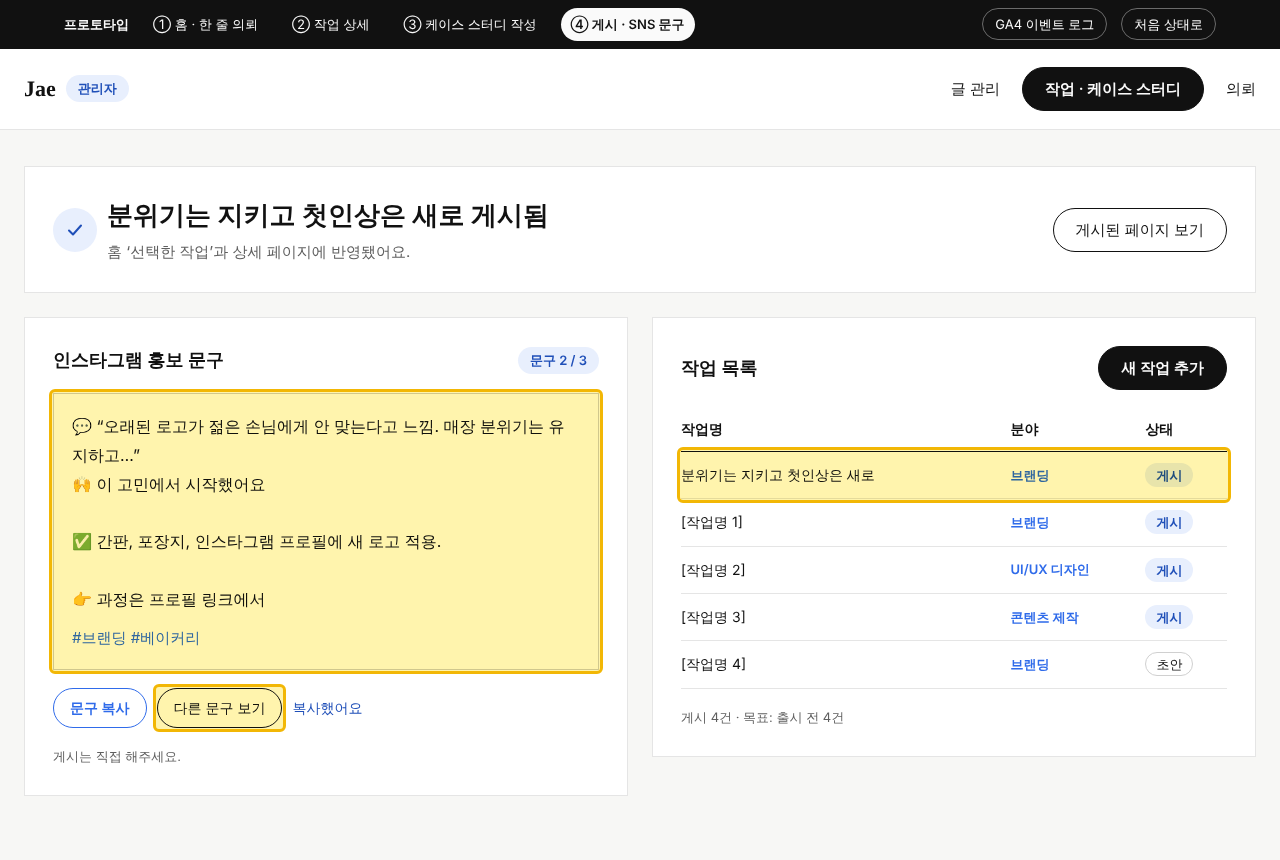 프로토타입
① 홈 · 한 줄 의뢰
② 작업 상세
③ 케이스 스터디 작성
④ 게시 · SNS 문구
GA4 이벤트 로그
처음 상태로
Jae
관리자
글 관리
작업 · 케이스 스터디
의뢰
분위기는 지키고 첫인상은 새로 게시됨
홈 ‘선택한 작업’과 상세 페이지에 반영됐어요.
게시된 페이지 보기
인스타그램 홍보 문구
문구 2 / 3
💬 “오래된 로고가 젊은 손님에게 안 맞는다고 느낌. 매장 분위기는 유
지하고…”
🙌 이 고민에서 시작했어요
✅ 간판, 포장지, 인스타그램 프로필에 새 로고 적용.
👉 과정은 프로필 링크에서
#브랜딩 #베이커리
문구 복사
다른 문구 보기
복사했어요
게시는 직접 해주세요.
작업 목록
새 작업 추가
작업명 분야 상태
분위기는 지키고 첫인상은 새로 브랜딩 게시
[작업명 1] 브랜딩 게시
[작업명 2] UI/UX 디자인 게시
[작업명 3] 콘텐츠 제작 게시
[작업명 4] 브랜딩 초안
게시 4건 · 목표: 출시 전 4건